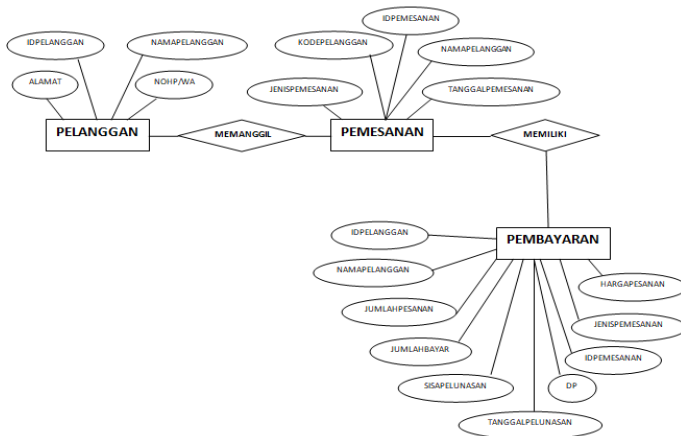 IDPEMESANAN
IDPELANGGAN
NAMAPELANGGAN
KODEPELANGGAN
NAMAPELANGGAN
ALAMAT
NOHP/WA
JENISPEMESANAN
TANGGALPEMESANAN
PELANGGAN
MEMANGGIL
PEMESANAN
MEMILIKI
IDPELANGGAN
PEMBAYARAN
NAMAPELANGGAN
HARGAPESANAN
JUMLAHPESANAN
JENISPEMESANAN
JUMLAHBAYAR
IDPEMESANAN
SISAPELUNASAN
DP
TANGGALPELUNASAN